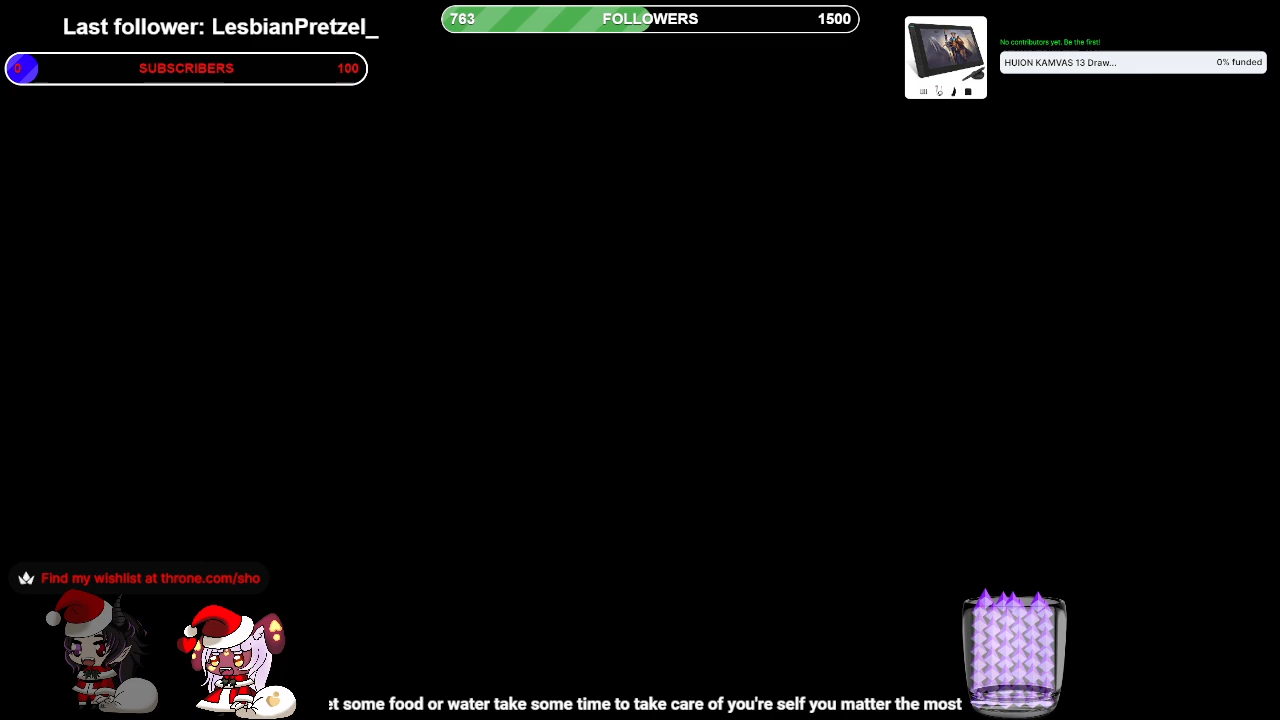 Last follower: LesbianPretzel_
763 FOLLOWERS 1500
0 SUBSCRIBERS 100
No contributors yet. Be the first!
HUION KAMVAS 13 Draw... 0% funded
Find my wishlist at throne.com/sho
et some food or water take some time to take care of you're self you matter the most